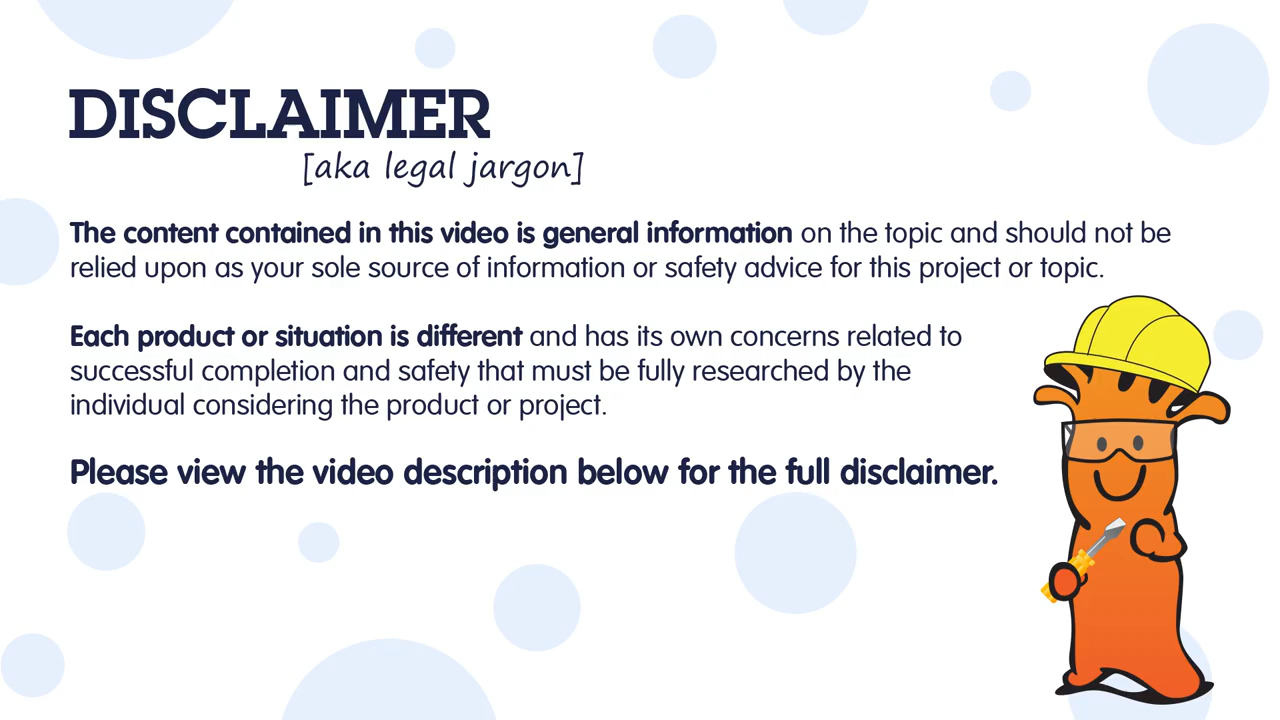 DISCLAIMER
[aka legal jargon]
The content contained in this video is general information on the topic and should not be
relied upon as your sole source of information or safety advice for this project or topic.
Each product or situation is different and has its own concerns related to
successful completion and safety that must be fully researched by the
individual considering the product or project.
Please view the video description below for the full disclaimer.